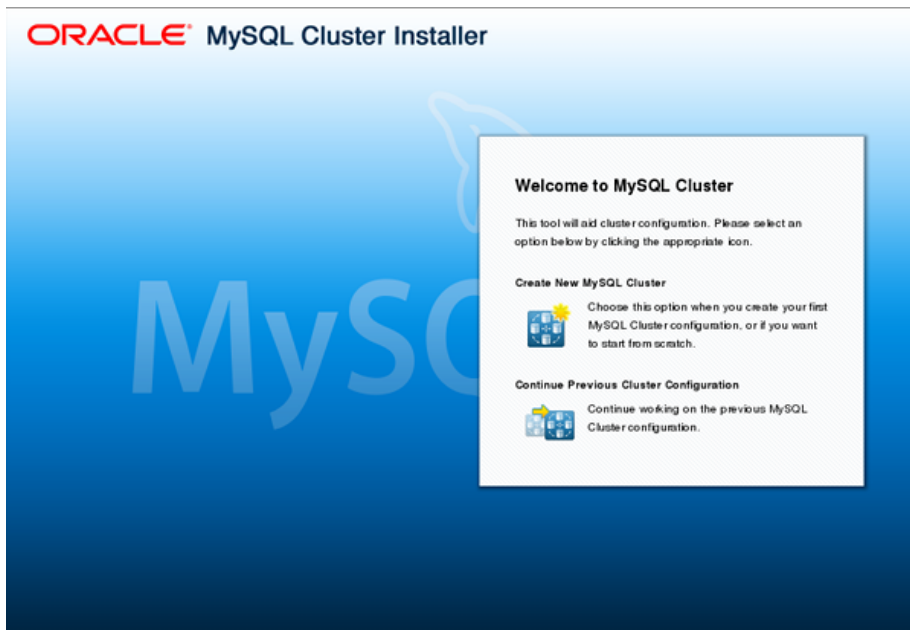 ORACLE® MySQL Cluster Installer
MySQ
Welcome to MySQL Cluster
This tool will aid cluster configuration. Please select an
option below by clicking the appropriate icon.
Create New MySQL Cluster
Choose this option when you create your first
MySQL Cluster configuration, or if you want
to start from scratch.
Continue Previous Cluster Configuration
Continue working on the previous MySQL
Cluster configuration.